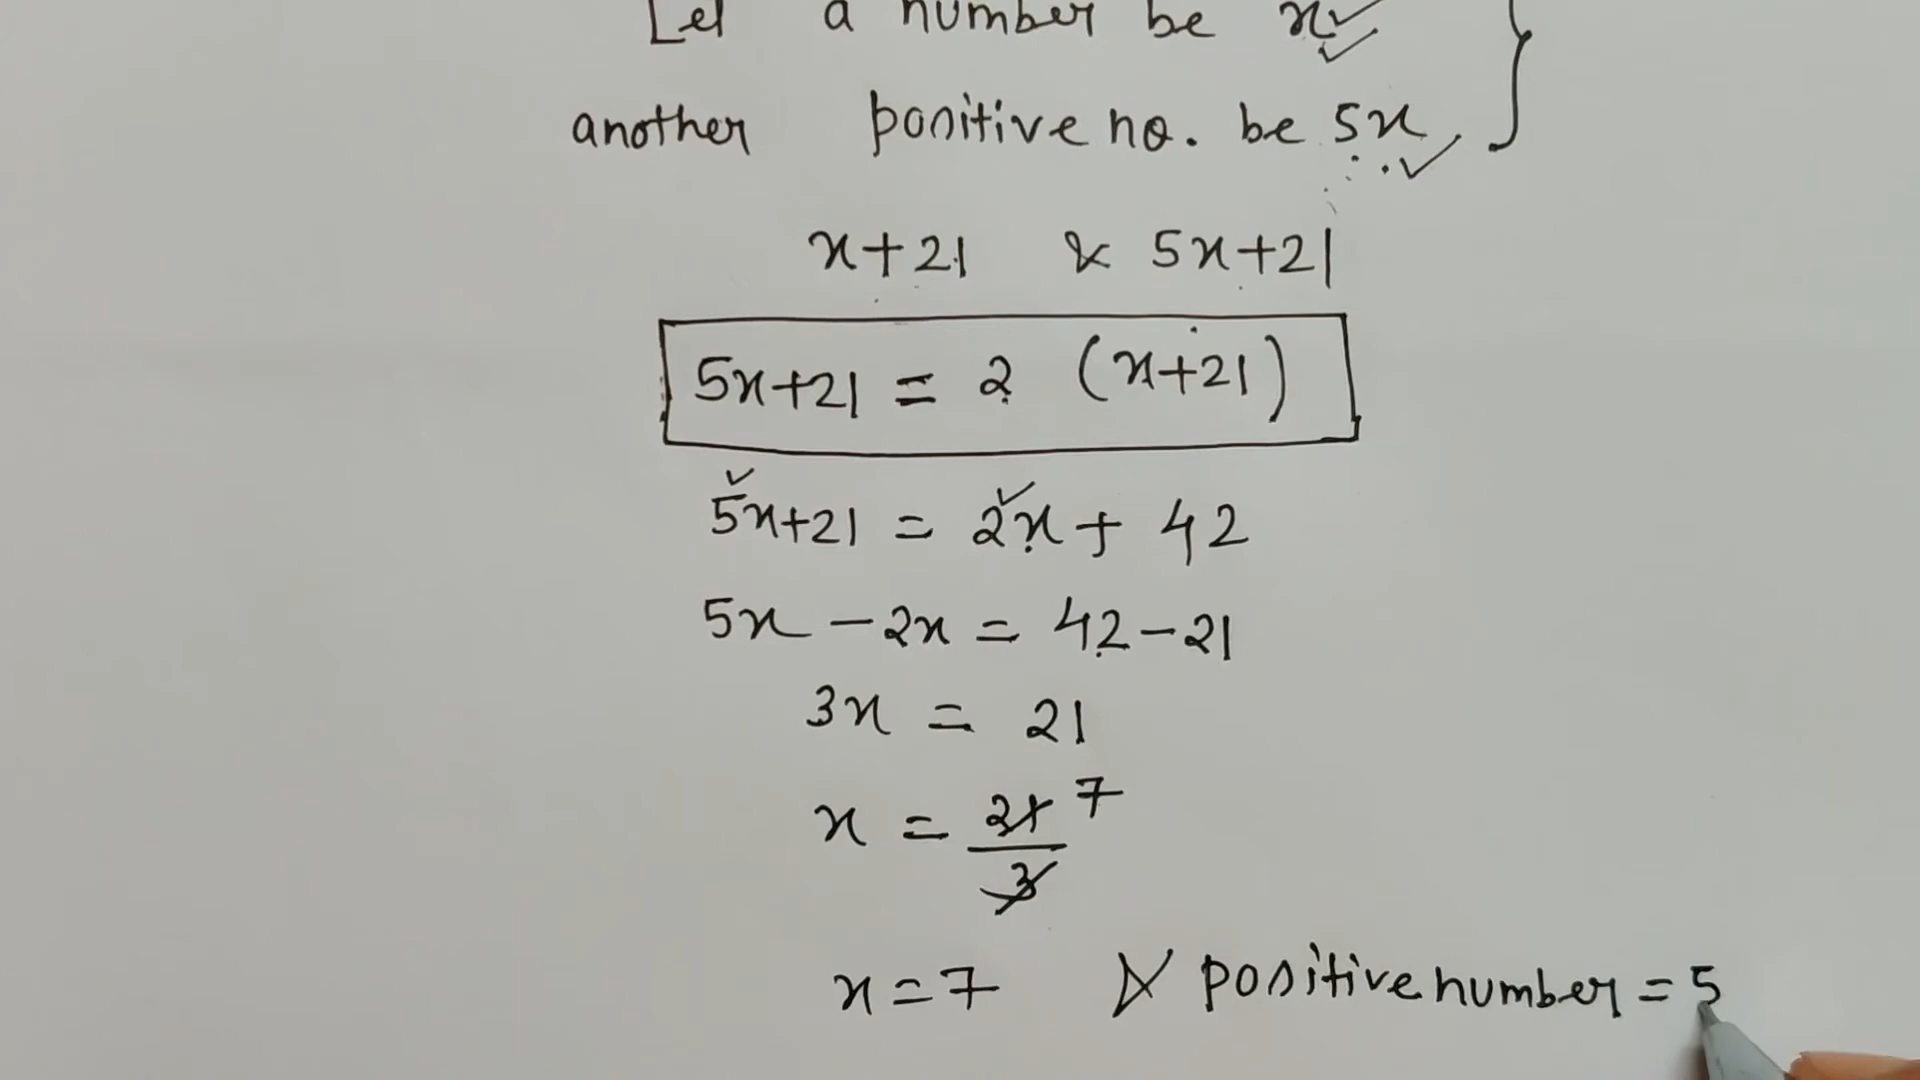 Let a number be x
another positive no. be 5x.
x+21 & 5x+21
5x+21 = 2 (x+21)
5x+21 = 2x + 42
5x - 2x = 42-21
3x = 21
x = 21/3 7
x=7 & positive number = 5